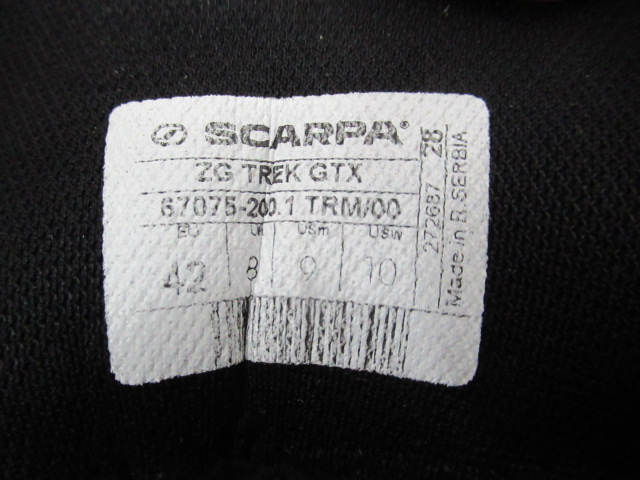 SCARPA®
ZG TREK GTX
67075-200.1 TRM/00
EU UK USm USw
42 8 9 10
272687 28
Made in R.SERBIA